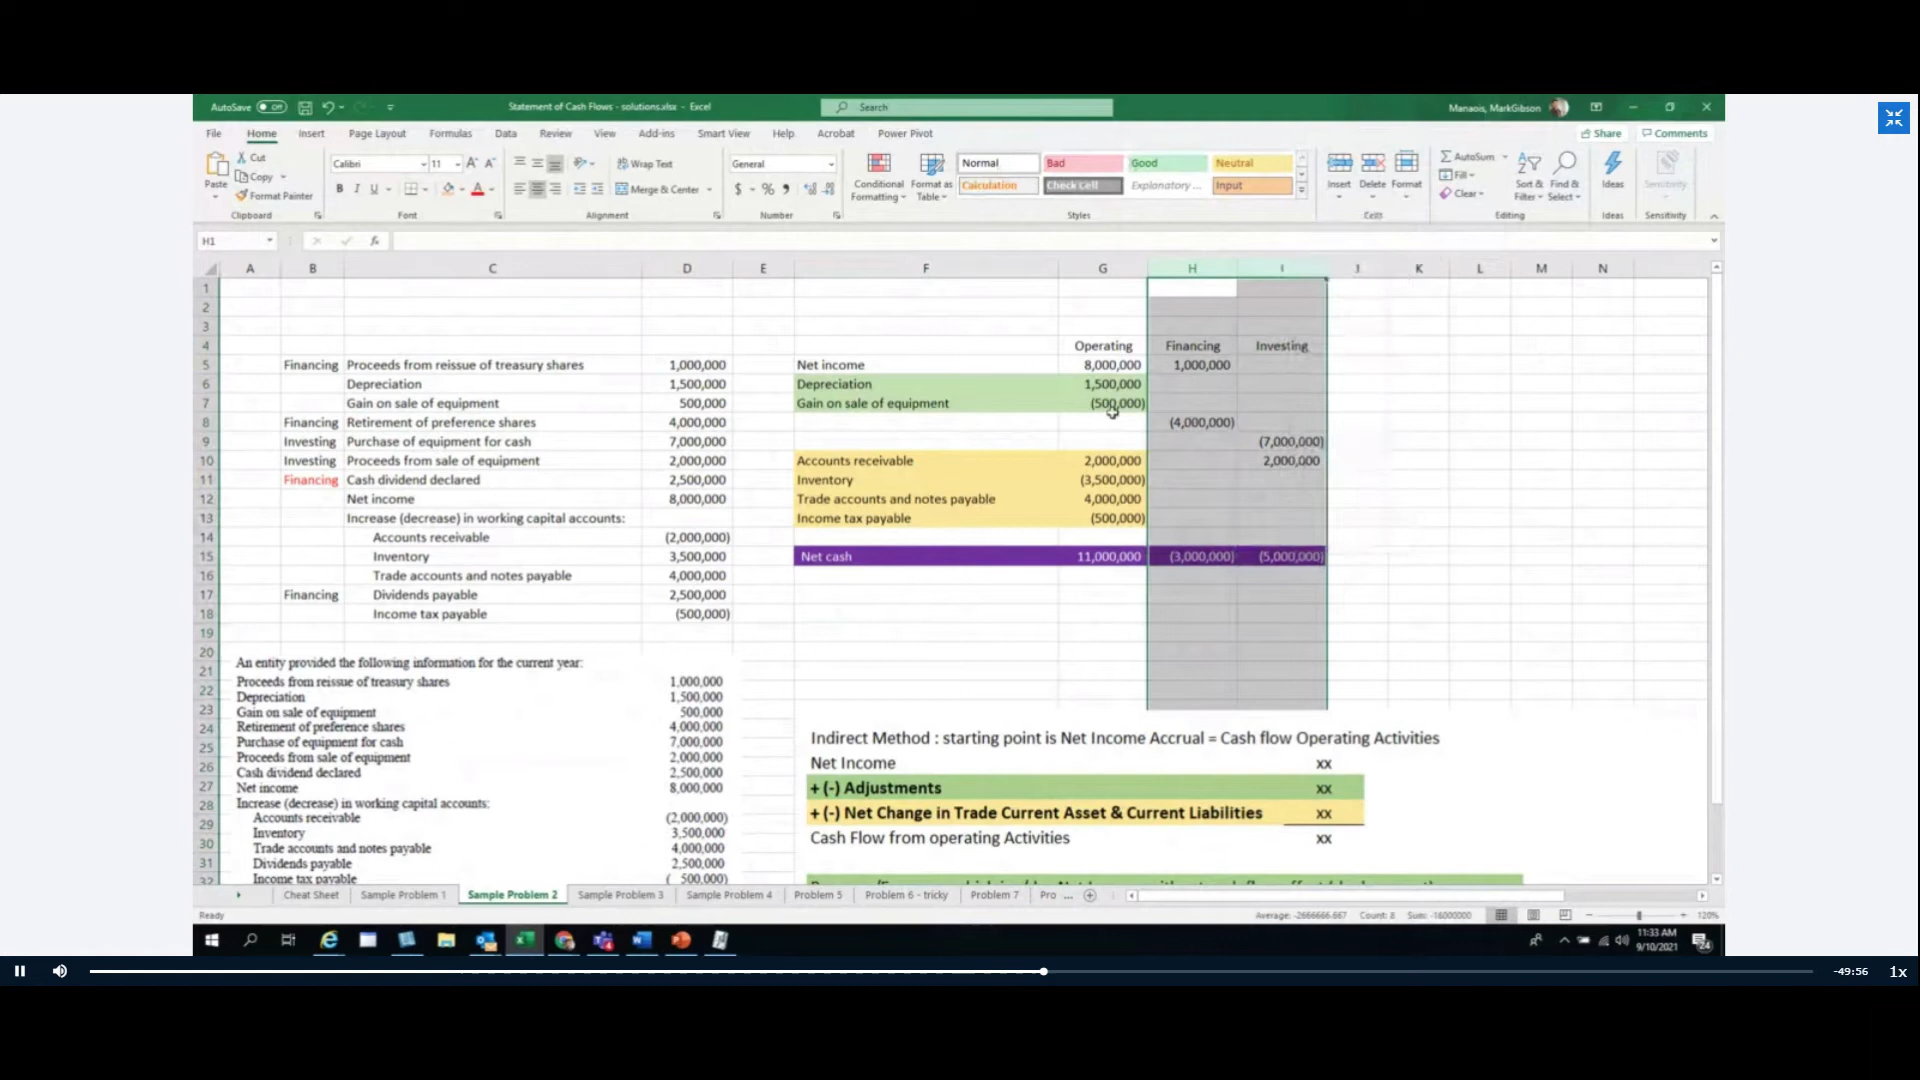 AutoSave Off Statement of Cash Flows - solutions.xlsx - Excel Search Manaois, MarkGibson
File Home Insert Page Layout Formulas Data Review View Add-ins Smart View Help Acrobat Power Pivot Share Comments
Paste Cut Copy Format Painter Clipboard
Calibri 11 A A B I U A Font
Wrap Text Merge & Center Alignment
General $ % Number
Conditional Formatting Format as Table Normal Bad Good Neutral Calculation Check Cell Explanatory ... Input Styles
Insert Delete Format Cells
AutoSum Fill Clear Sort & Filter Find & Select Editing
Ideas Ideas
Sensitivity Sensitivity
H1 fx
A B C D E F G H I J K L M N
1
2
3
4 Operating Financing Investing
5 Financing Proceeds from reissue of treasury shares 1,000,000 Net income 8,000,000 1,000,000
6 Depreciation 1,500,000 Depreciation 1,500,000
7 Gain on sale of equipment 500,000 Gain on sale of equipment (500,000)
8 Financing Retirement of preference shares 4,000,000 (4,000,000)
9 Investing Purchase of equipment for cash 7,000,000 (7,000,000)
10 Investing Proceeds from sale of equipment 2,000,000 Accounts receivable 2,000,000 2,000,000
11 Financing Cash dividend declared 2,500,000 Inventory (3,500,000)
12 Net income 8,000,000 Trade accounts and notes payable 4,000,000
13 Increase (decrease) in working capital accounts: Income tax payable (500,000)
14 Accounts receivable (2,000,000)
15 Inventory 3,500,000 Net cash 11,000,000 (3,000,000) (5,000,000)
16 Trade accounts and notes payable 4,000,000
17 Financing Dividends payable 2,500,000
18 Income tax payable (500,000)
19
20
21
22
23
24
25
26
27
28
29
30
31
32
An entity provided the following information for the current year:
Proceeds from reissue of treasury shares 1,000,000
Depreciation 1,500,000
Gain on sale of equipment 500,000
Retirement of preference shares 4,000,000
Purchase of equipment for cash 7,000,000
Proceeds from sale of equipment 2,000,000
Cash dividend declared 2,500,000
Net income 8,000,000
Increase (decrease) in working capital accounts:
Accounts receivable (2,000,000)
Inventory 3,500,000
Trade accounts and notes payable 4,000,000
Dividends payable 2,500,000
Income tax payable ( 500,000)
Indirect Method : starting point is Net Income Accrual = Cash flow Operating Activities
Net Income xx
+ (-) Adjustments xx
+ (-) Net Change in Trade Current Asset & Current Liabilities xx
Cash Flow from operating Activities xx
Cheat Sheet Sample Problem 1 Sample Problem 2 Sample Problem 3 Sample Problem 4 Problem 5 Problem 6 - tricky Problem 7 Pro ...
Ready Average: -2666666.667 Count: 8 Sum: -16000000 120%
11:33 AM
9/10/2021
24
-49:56 1x